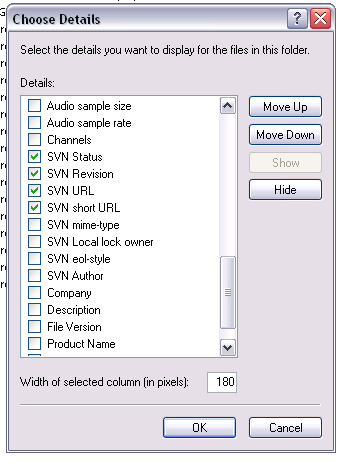 Choose Details
Select the details you want to display for the files in this folder.
Details:
Audio sample size
Audio sample rate
Channels
SVN Status
SVN Revision
SVN URL
SVN short URL
SVN mime-type
SVN Local lock owner
SVN eol-style
SVN Author
Company
Description
File Version
Product Name
Move Up
Move Down
Show
Hide
Width of selected column (in pixels): 180
OK
Cancel